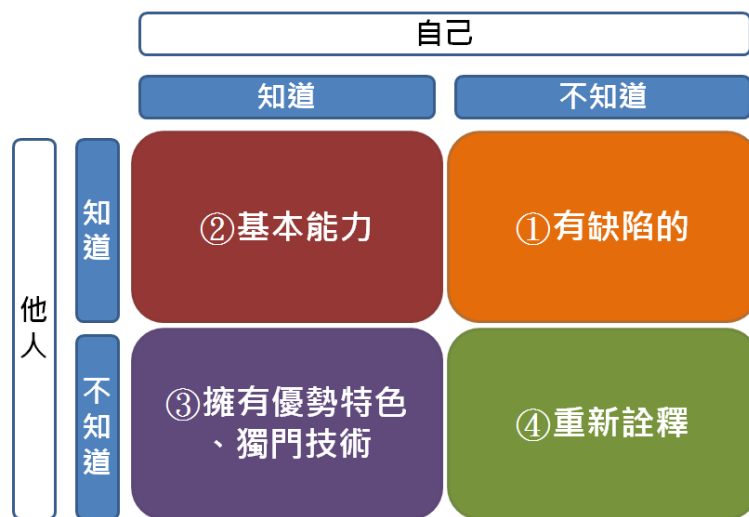 自己
知道
不知道
他人
知道
②基本能力
①有缺陷的
不知道
③擁有優勢特色
、獨門技術
④重新詮釋